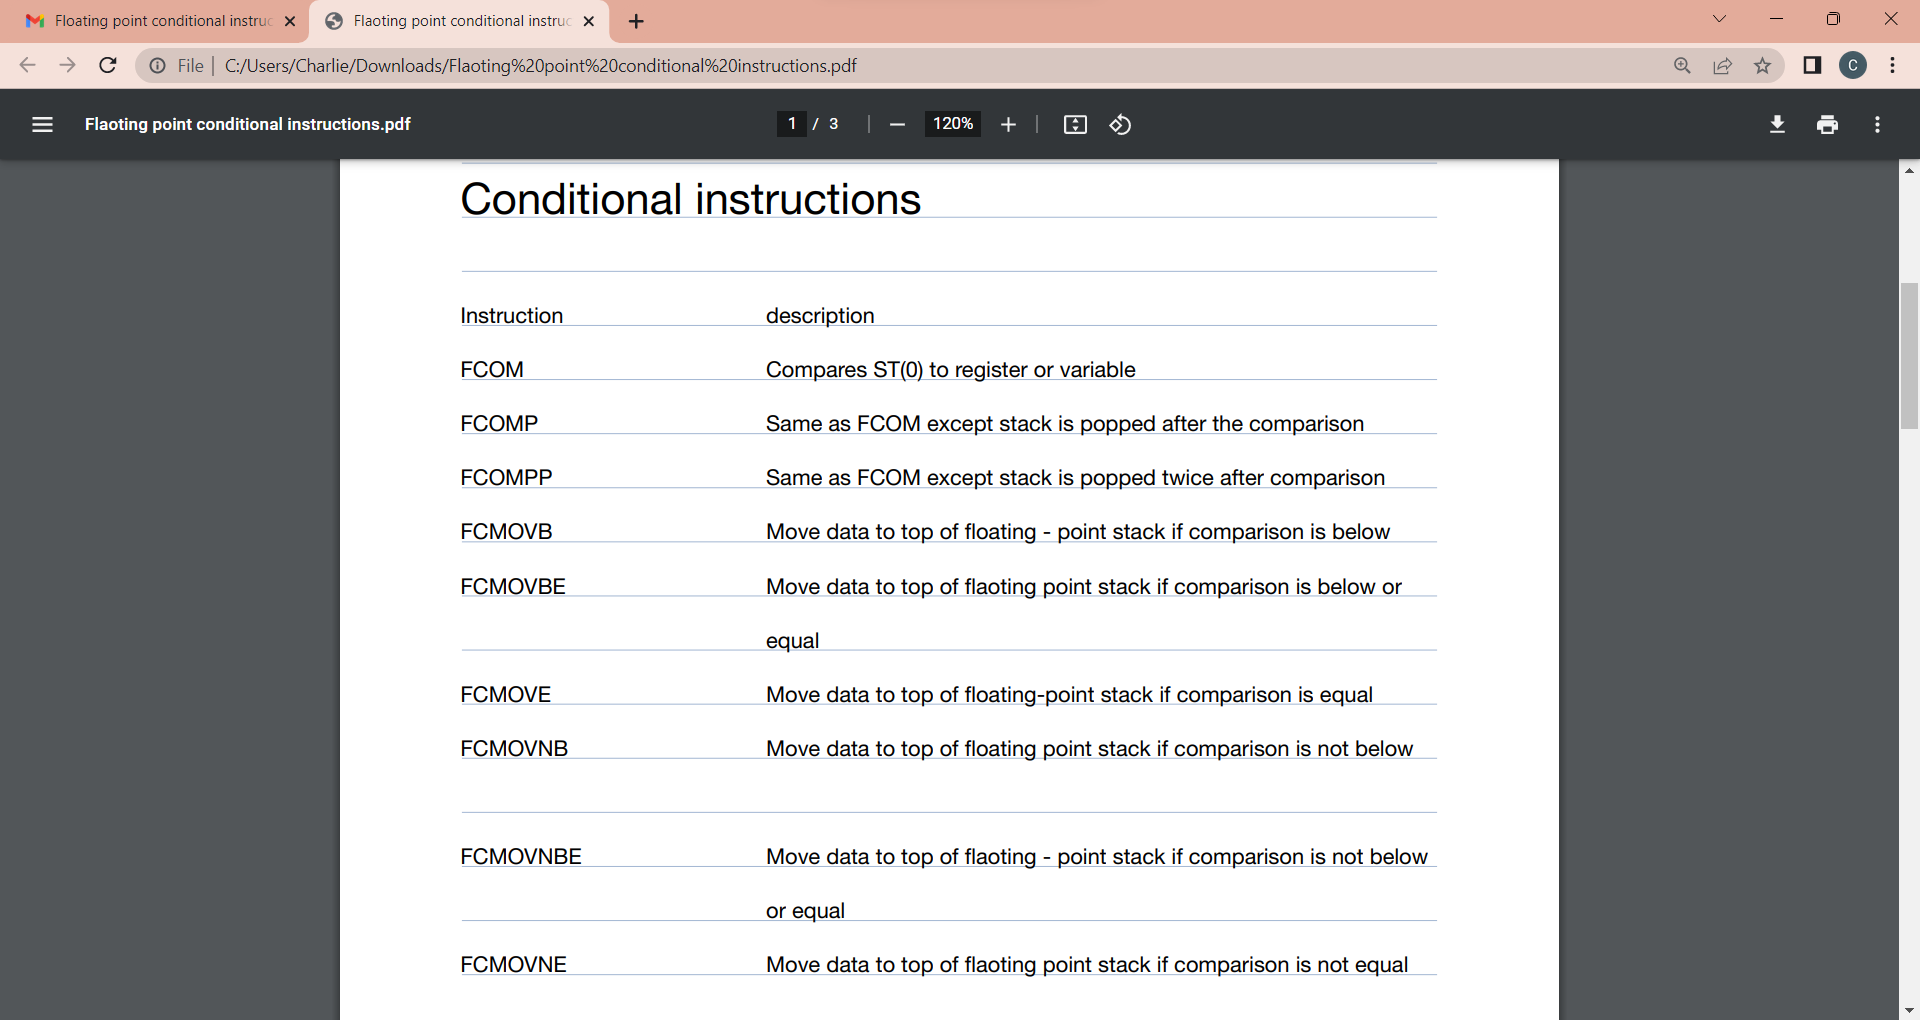 Floating point conditional instruc
Flaoting point conditional instruc
File | C:/Users/Charlie/Downloads/Flaoting%20point%20conditional%20instructions.pdf
C
Flaoting point conditional instructions.pdf
1 / 3
120%
Conditional instructions
Instruction description
FCOM Compares ST(0) to register or variable
FCOMP Same as FCOM except stack is popped after the comparison
FCOMPP Same as FCOM except stack is popped twice after comparison
FCMOVB Move data to top of floating - point stack if comparison is below
FCMOVBE Move data to top of flaoting point stack if comparison is below or
equal
FCMOVE Move data to top of floating-point stack if comparison is equal
FCMOVNB Move data to top of floating point stack if comparison is not below
FCMOVNBE Move data to top of flaoting - point stack if comparison is not below
or equal
FCMOVNE Move data to top of flaoting point stack if comparison is not equal